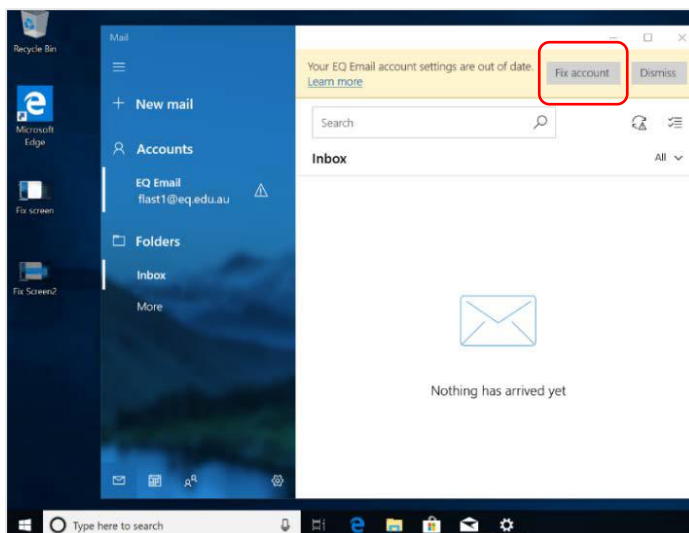 Recycle Bin
Microsoft
Edge
Fix screen
Fix Screen2
Mail
+ New mail
Accounts
EQ Email
flast1@eq.edu.au
Folders
Inbox
More
Your EQ Email account settings are out of date.
Learn more
Fix account
Dismiss
Search
Inbox
All
Nothing has arrived yet
Type here to search